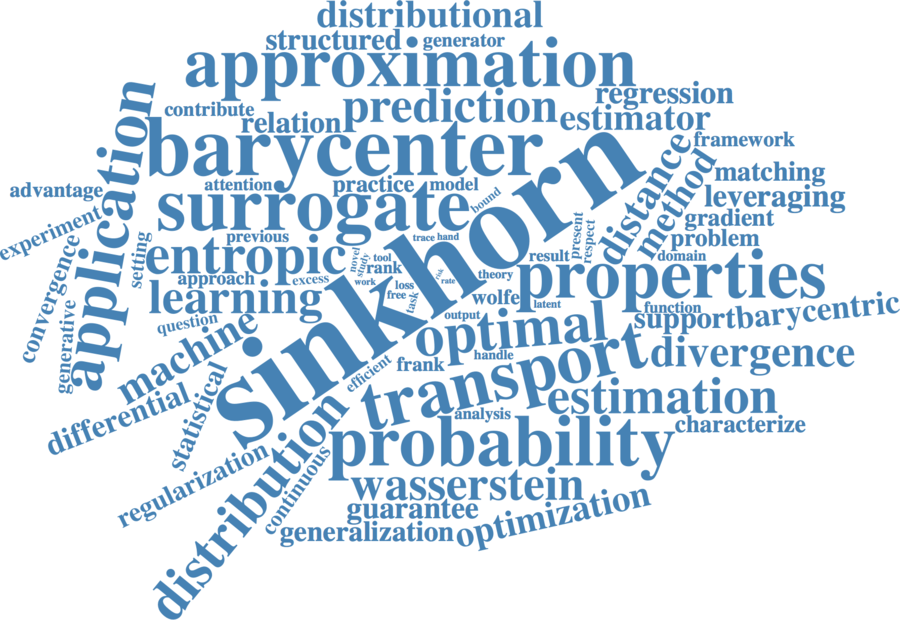 distributional
structured
generator
approximation
contribute
prediction
regression
relation
estimator
framework
barycenter
application
advantage
attention
practice
model
matching
surrogate
bound
distance
method
leveraging
gradient
experiment
setting
previous
trace
hand
sinkhorn
present
respect
problem
convergence
entropic
novel
study
tool
rank
result
domain
approach
excess
work
loss
free
task
risk
rate
theory
properties
generative
learning
wolfe
latent
function
question
output
optimal
support
barycentric
machine
efficient
frank
handle
transport
divergence
differential
statistical
analysis
estimation
characterize
distribution
probability
regularization
continuous
wasserstein
guarantee
generalization
optimization